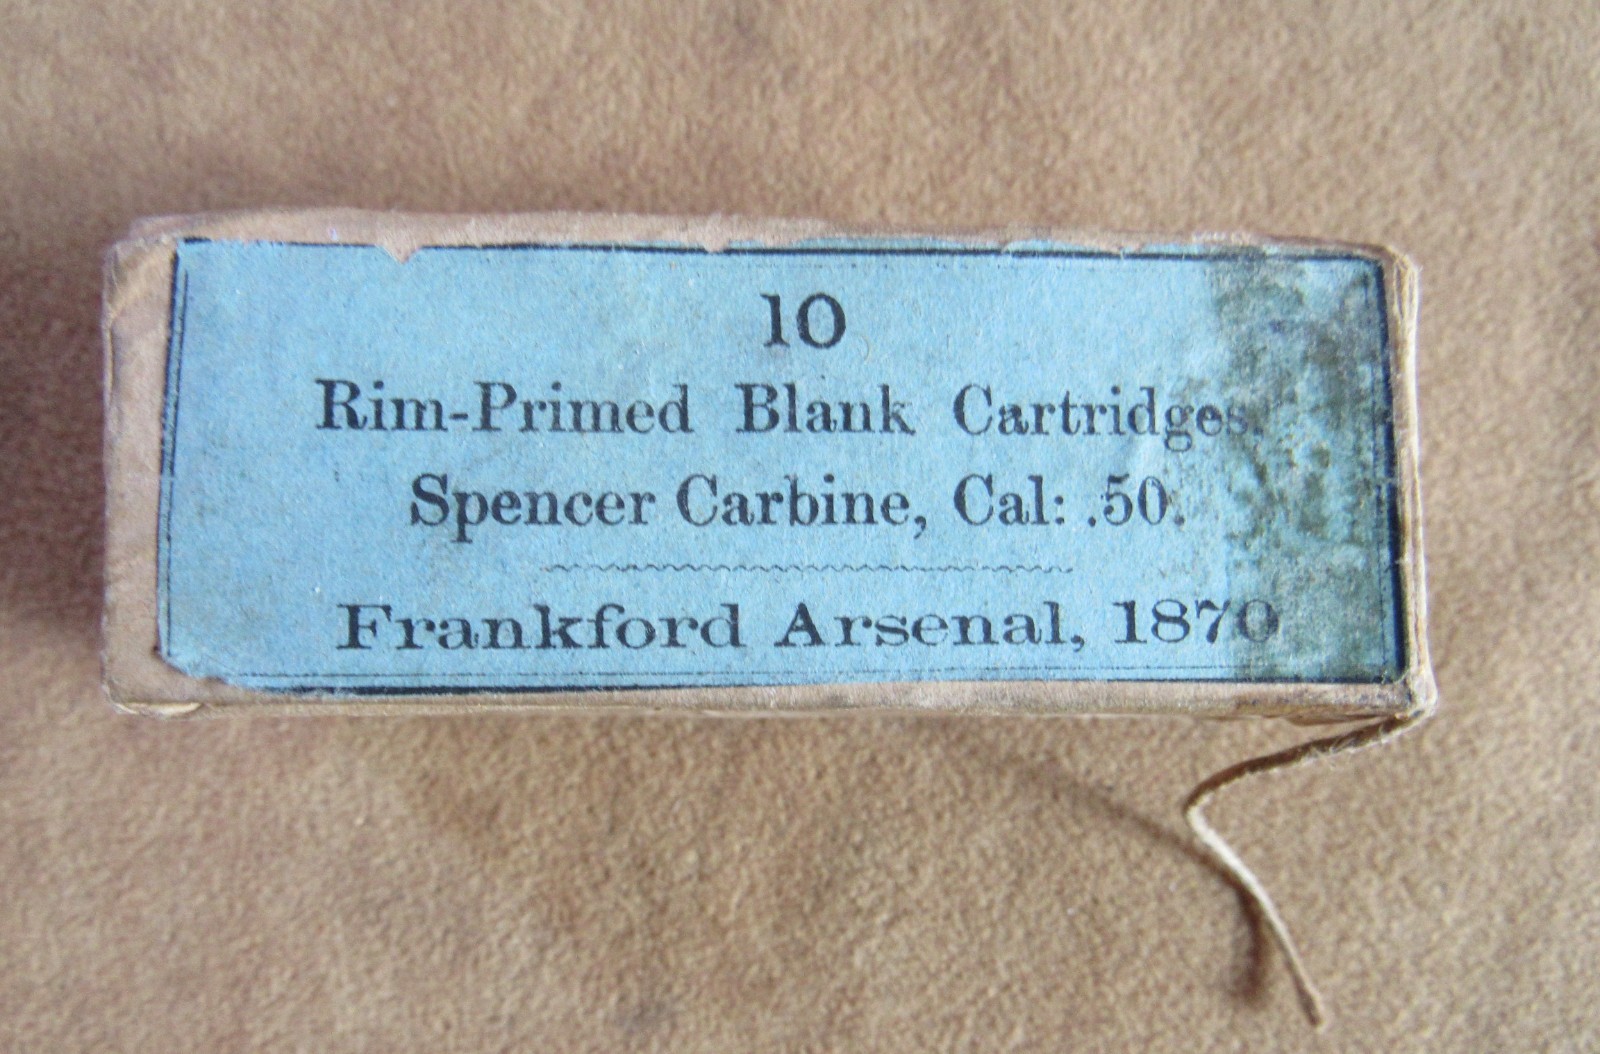 10
Rim-Primed Blank Cartridges,
Spencer Carbine, Cal: .50.
Frankford Arsenal, 1870